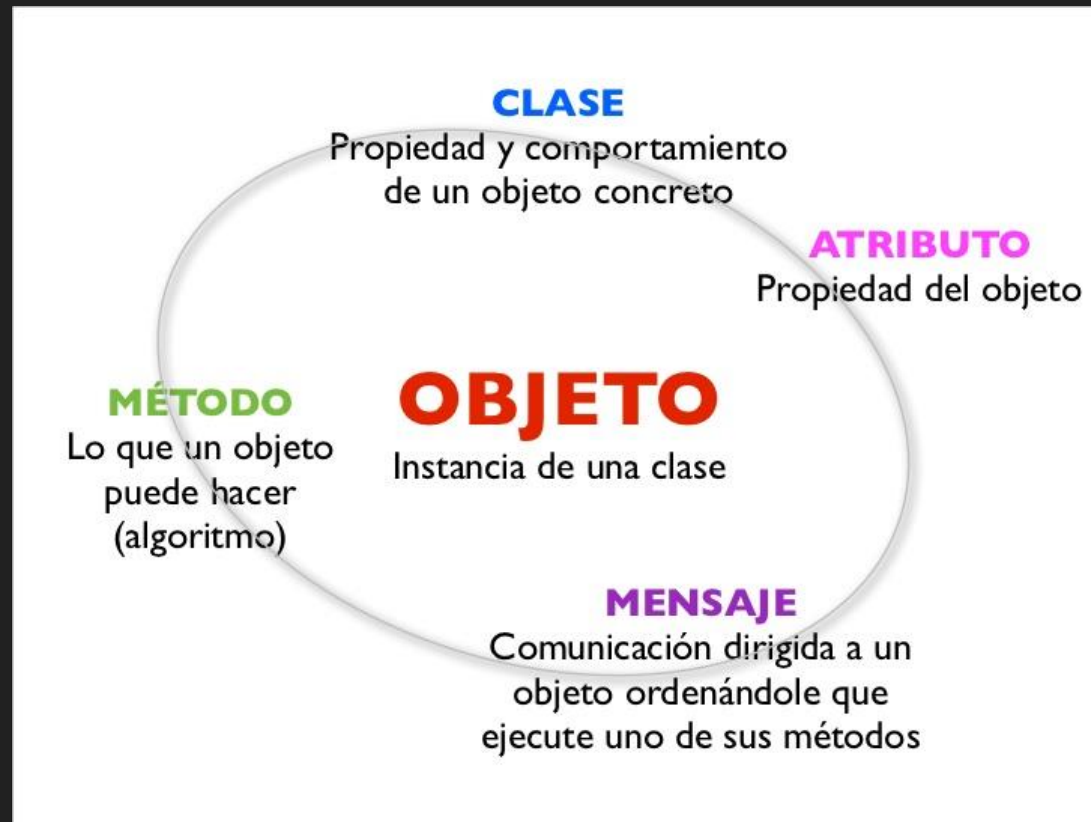 CLASE
Propiedad y comportamiento
de un objeto concreto
ATRIBUTO
Propiedad del objeto
MÉTODO
Lo que un objeto
puede hacer
(algoritmo)
OBJETO
Instancia de una clase
MENSAJE
Comunicación dirigida a un
objeto ordenándole que
ejecute uno de sus métodos